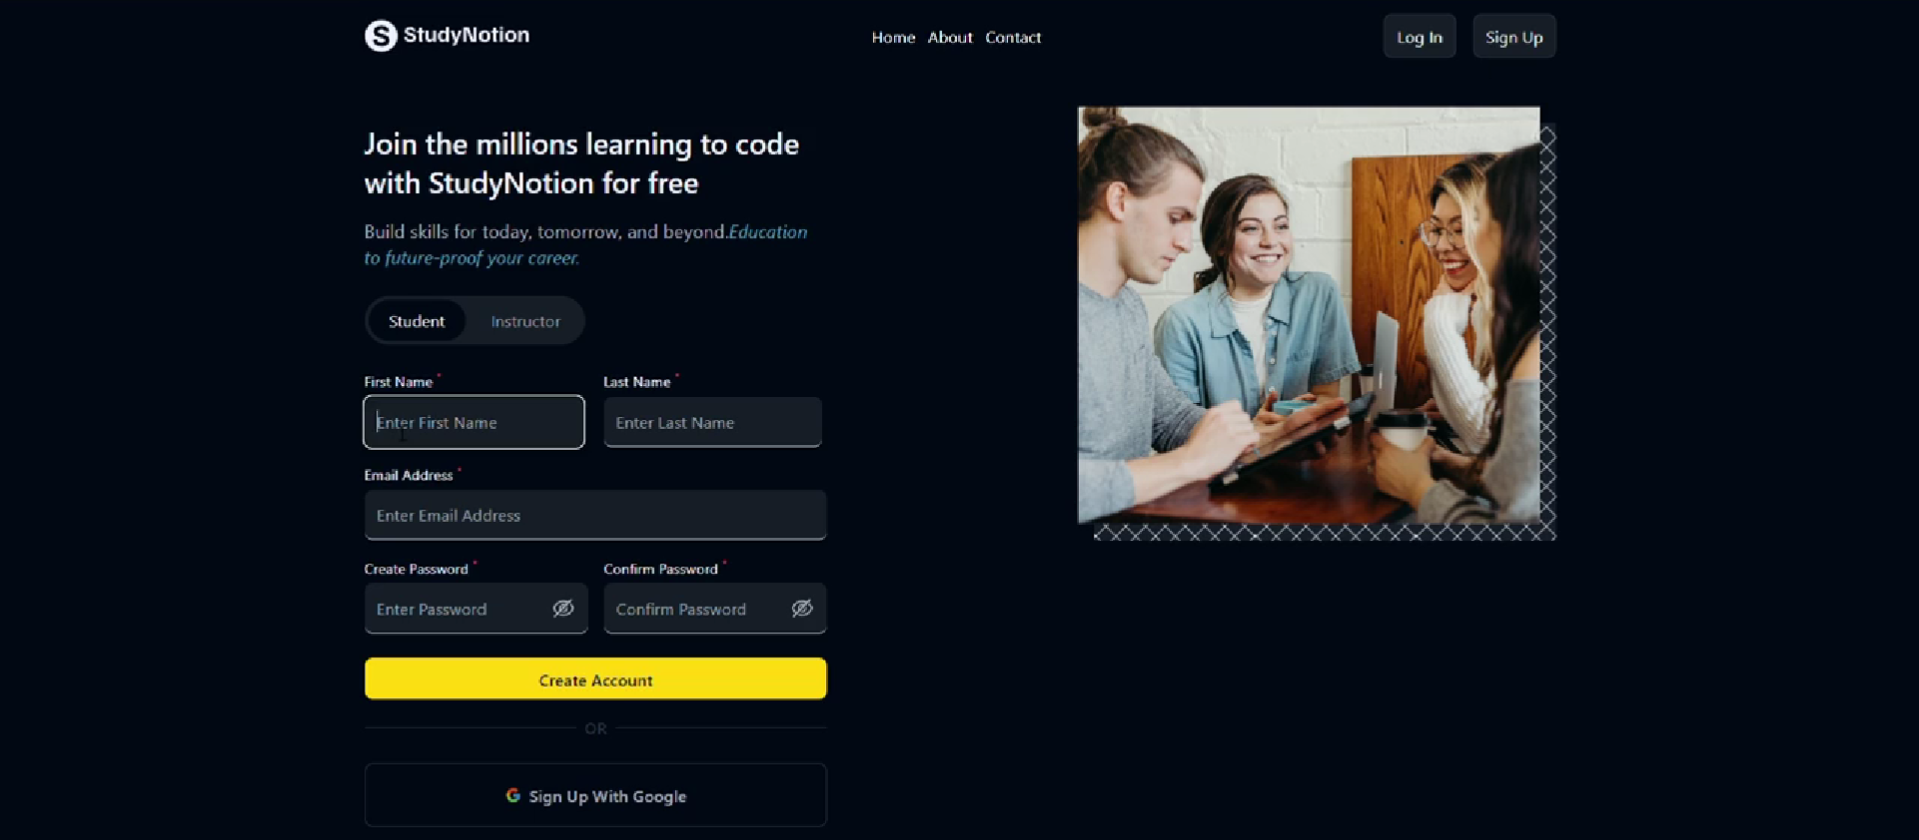 StudyNotion
Home About Contact
Log In
Sign Up
Join the millions learning to code
with StudyNotion for free
Build skills for today, tomorrow, and beyond.Education
to future-proof your career.
Student Instructor
First Name *
Last Name *
Enter First Name
Enter Last Name
Email Address *
Enter Email Address
Create Password *
Confirm Password *
Enter Password
Confirm Password
Create Account
OR
Sign Up With Google